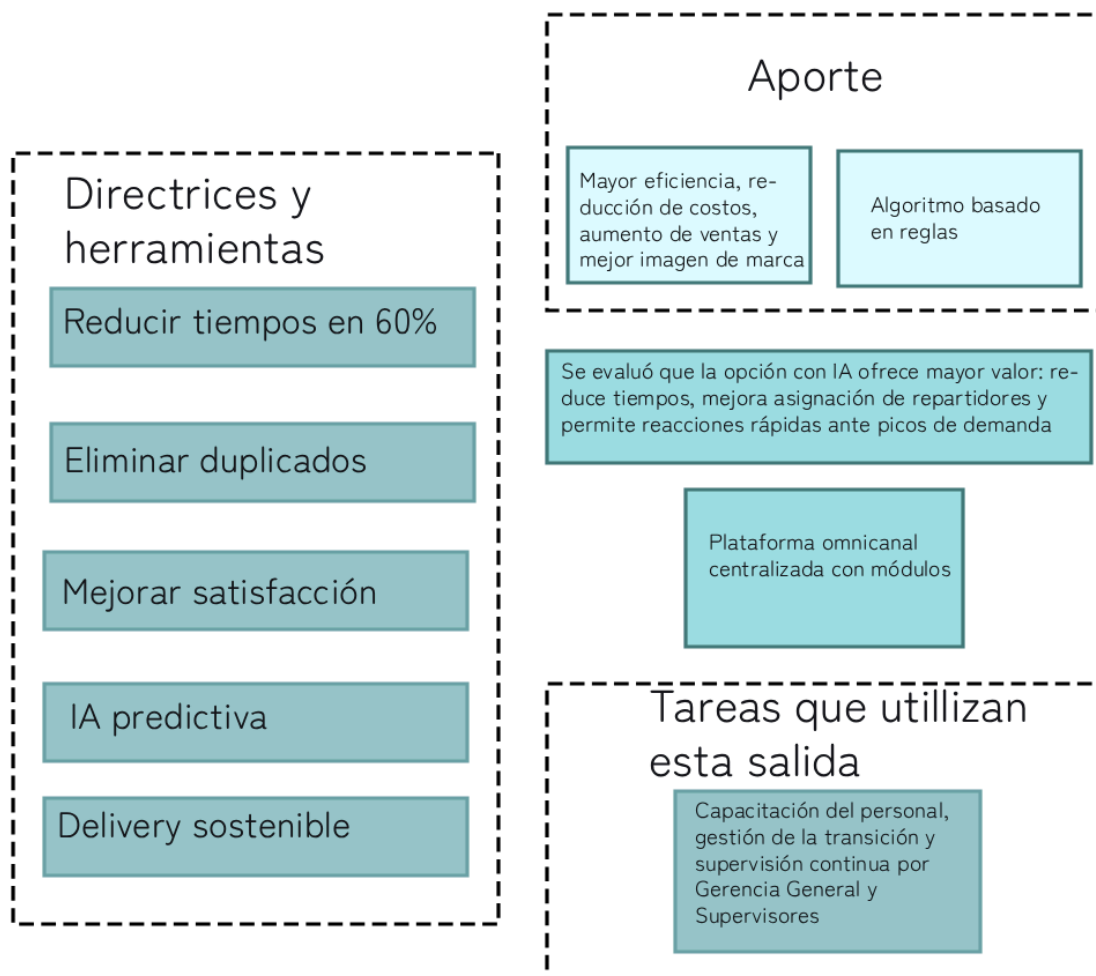 Directrices y
herramientas
Reducir tiempos en 60%
Eliminar duplicados
Mejorar satisfacción
IA predictiva
Delivery sostenible
Aporte
Mayor eficiencia, re-
ducción de costos,
aumento de ventas y
mejor imagen de marca
Algoritmo basado
en reglas
Se evaluó que la opción con IA ofrece mayor valor: re-
duce tiempos, mejora asignación de repartidores y
permite reacciones rápidas ante picos de demanda
Plataforma omnicanal
centralizada con módulos
Tareas que utillizan
esta salida
Capacitación del personal,
gestión de la transición y
supervisión continua por
Gerencia General y
Supervisores